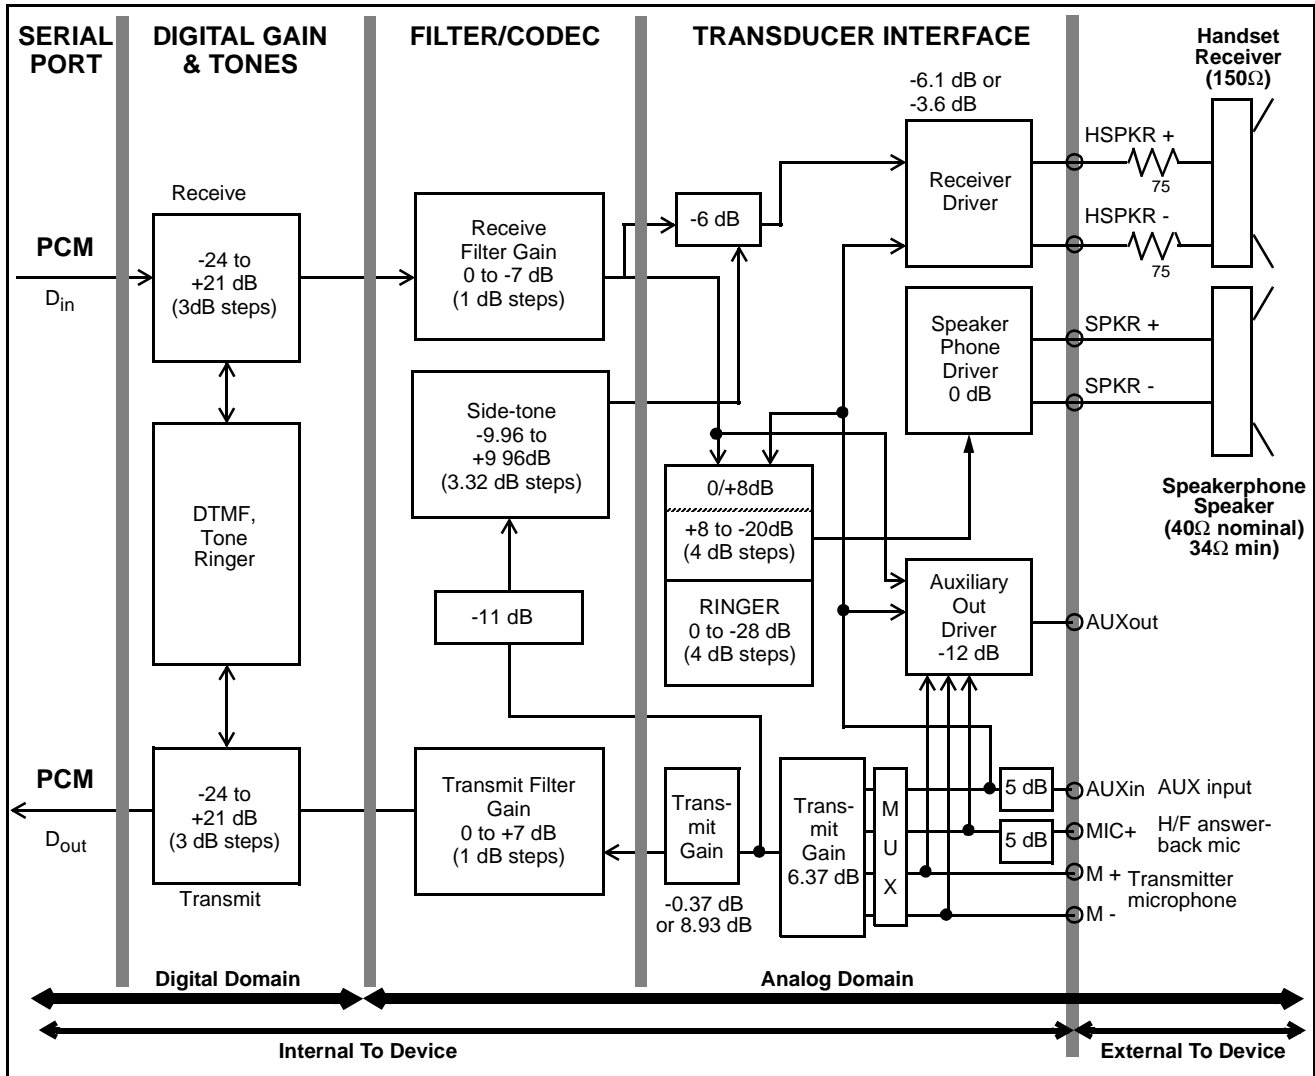 SERIAL
PORT
DIGITAL GAIN
& TONES
FILTER/CODEC
TRANSDUCER INTERFACE
Handset
Receiver
(150Ω)
-6.1 dB or
-3.6 dB
HSPKR +
75
HSPKR -
75
Receiver
Driver
Receive
PCM
Din
-24 to
+21 dB
(3dB steps)
Receive
Filter Gain
0 to -7 dB
(1 dB steps)
-6 dB
Speaker
Phone
Driver
0 dB
SPKR +
SPKR -
Speakerphone
Speaker
(40Ω nominal)
34Ω min)
Side-tone
-9.96 to
+9 96dB
(3.32 dB steps)
DTMF,
Tone
Ringer
0/+8dB
+8 to -20dB
(4 dB steps)
RINGER
0 to -28 dB
(4 dB steps)
-11 dB
Auxiliary
Out
Driver
-12 dB
AUXout
PCM
Dout
-24 to
+21 dB
(3 dB steps)
Transmit
Transmit Filter
Gain
0 to +7 dB
(1 dB steps)
Trans-
mit
Gain
-0.37 dB
or 8.93 dB
Trans-
mit
Gain
6.37 dB
M
U
X
5 dB
AUXin AUX input
5 dB
MIC+ H/F answer-
back mic
M + Transmitter
microphone
M -
Digital Domain
Analog Domain
Internal To Device
External To Device